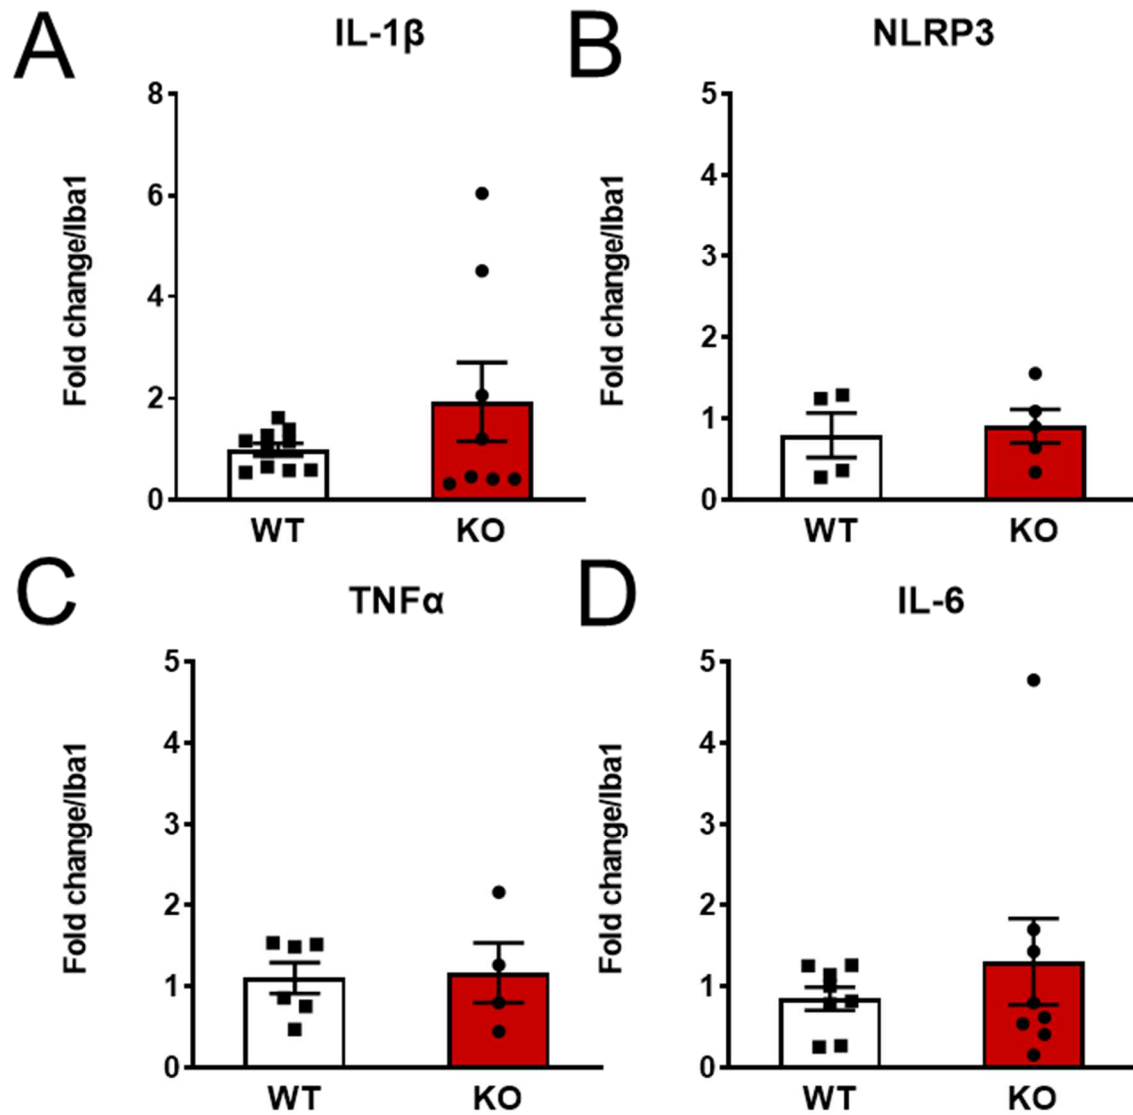 A
IL-1β
8
6
4
2
0
Fold change/Iba1
WT
KO
B
NLRP3
5
4
3
2
1
0
Fold change/Iba1
WT
KO
C
TNFα
5
4
3
2
1
0
Fold change/Iba1
WT
KO
D
IL-6
5
4
3
2
1
0
Fold change/Iba1
WT
KO